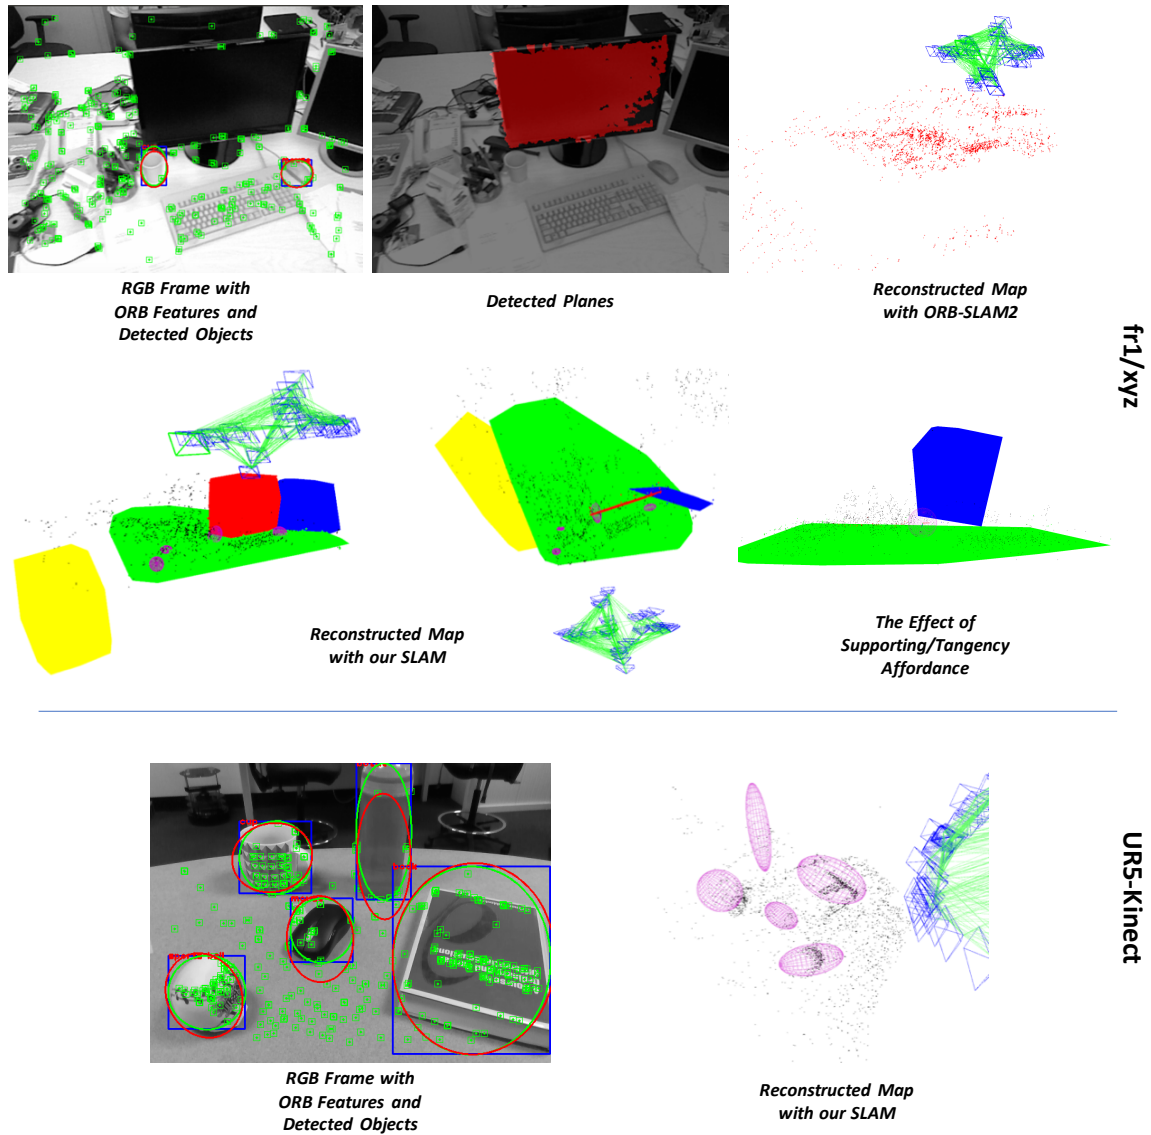 RGB Frame with
ORB Features and
Detected Objects
Detected Planes
Reconstructed Map
with ORB-SLAM2
fr1/xyz
Reconstructed Map
with our SLAM
The Effect of
Supporting/Tangency
Affordance
cup
RGB Frame with
ORB Features and
Detected Objects
Reconstructed Map
with our SLAM
UR5-Kinect